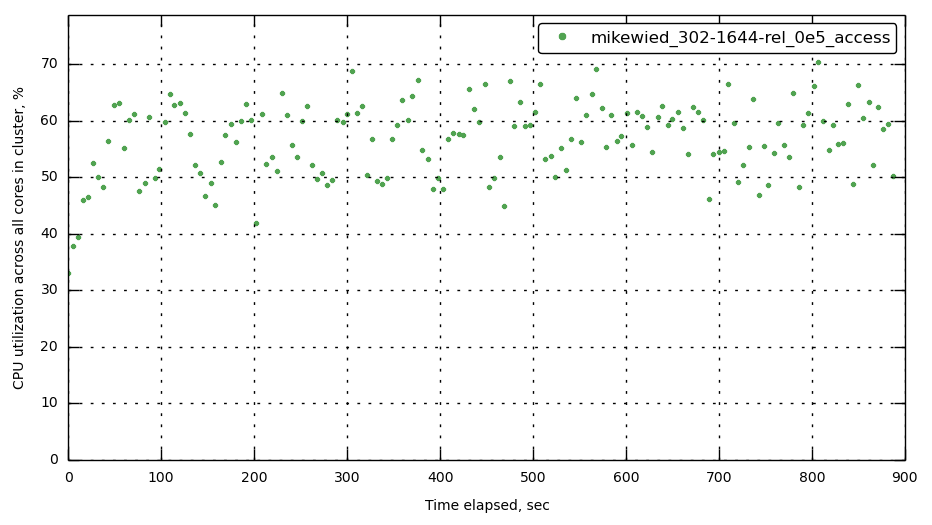 mikewied_302-1644-rel_0e5_access
CPU utilization across all cores in cluster, %
70
60
50
40
30
20
10
0
0 100 200 300 400 500 600 700 800 900
Time elapsed, sec